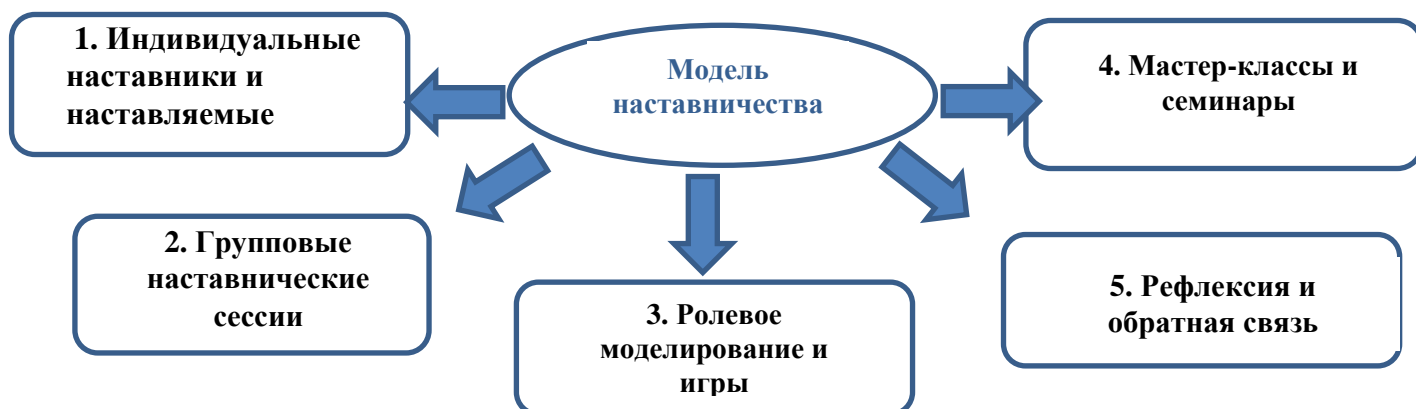 Модель
наставничества
1. Индивидуальные
наставники и
наставляемые
2. Групповые
наставнические
сессии
3. Ролевое
моделирование и
игры
4. Мастер-классы и
семинары
5. Рефлексия и
обратная связь